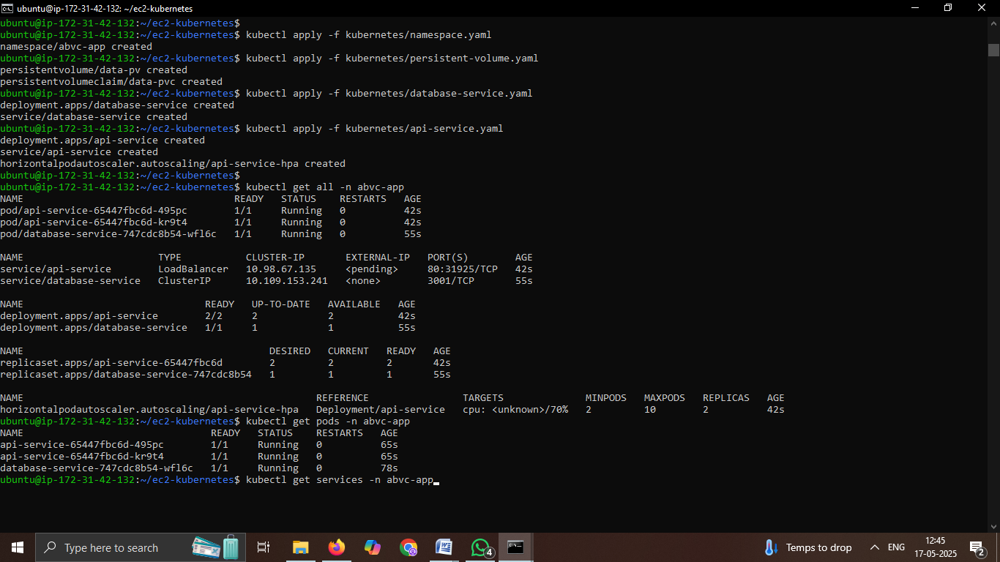 ubuntu@ip-172-31-42-132: ~/ec2-kubernetes
ubuntu@ip-172-31-42-132:~/ec2-kubernetes$
ubuntu@ip-172-31-42-132:~/ec2-kubernetes$ kubectl apply -f kubernetes/namespace.yaml
namespace/abvc-app created
ubuntu@ip-172-31-42-132:~/ec2-kubernetes$ kubectl apply -f kubernetes/persistent-volume.yaml
persistentvolume/data-pv created
persistentvolumeclaim/data-pvc created
ubuntu@ip-172-31-42-132:~/ec2-kubernetes$ kubectl apply -f kubernetes/database-service.yaml
deployment.apps/database-service created
service/database-service created
ubuntu@ip-172-31-42-132:~/ec2-kubernetes$ kubectl apply -f kubernetes/api-service.yaml
deployment.apps/api-service created
service/api-service created
horizontalpodautoscaler.autoscaling/api-service-hpa created
ubuntu@ip-172-31-42-132:~/ec2-kubernetes$
ubuntu@ip-172-31-42-132:~/ec2-kubernetes$ kubectl get all -n abvc-app
NAME                                    READY   STATUS    RESTARTS   AGE
pod/api-service-65447fbc6d-495pc        1/1     Running   0          42s
pod/api-service-65447fbc6d-kr9t4        1/1     Running   0          42s
pod/database-service-747cdc8b54-wfl6c   1/1     Running   0          55s
NAME                       TYPE           CLUSTER-IP       EXTERNAL-IP   PORT(S)        AGE
service/api-service        LoadBalancer   10.98.67.135     <pending>     80:31925/TCP   42s
service/database-service   ClusterIP      10.109.153.241   <none>        3001/TCP       55s
NAME                               READY   UP-TO-DATE   AVAILABLE   AGE
deployment.apps/api-service        2/2     2            2           42s
deployment.apps/database-service   1/1     1            1           55s
NAME                                          DESIRED   CURRENT   READY   AGE
replicaset.apps/api-service-65447fbc6d        2         2         2       42s
replicaset.apps/database-service-747cdc8b54   1         1         1       55s
NAME                                                  REFERENCE                TARGETS              MINPODS   MAXPODS   REPLICAS   AGE
horizontalpodautoscaler.autoscaling/api-service-hpa   Deployment/api-service   cpu: <unknown>/70%   2         10        2          42s
ubuntu@ip-172-31-42-132:~/ec2-kubernetes$ kubectl get pods -n abvc-app
NAME                                READY   STATUS    RESTARTS   AGE
api-service-65447fbc6d-495pc        1/1     Running   0          65s
api-service-65447fbc6d-kr9t4        1/1     Running   0          65s
database-service-747cdc8b54-wfl6c   1/1     Running   0          78s
ubuntu@ip-172-31-42-132:~/ec2-kubernetes$ kubectl get services -n abvc-app
Type here to search
4
Temps to drop
ENG
12:45
17-05-2025
2